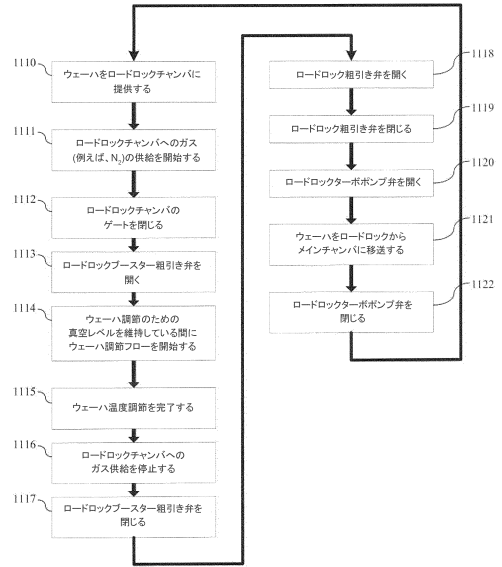 1110
ウェーハをロードロックチャンバに
提供する
1111
ロードロックチャンバへのガス
(例えば、N₂)の供給を開始する
1112
ロードロックチャンバの
ゲートを閉じる
1113
ロードロックブースター粗引き弁を
開く
1114
ウェーハ調節のための
真空レベルを維持している間に
ウェーハ調節フローを開始する
1115
ウェーハ温度調節を完了する
1116
ロードロックチャンバへの
ガス供給を停止する
1117
ロードロックブースター粗引き弁を
閉じる
1118
ロードロック粗引き弁を開く
1119
ロードロック粗引き弁を閉じる
1120
ロードロックターボポンプ弁を開く
1121
ウェーハをロードロックから
メインチャンバに移送する
1122
ロードロックターボポンプ弁を
閉じる